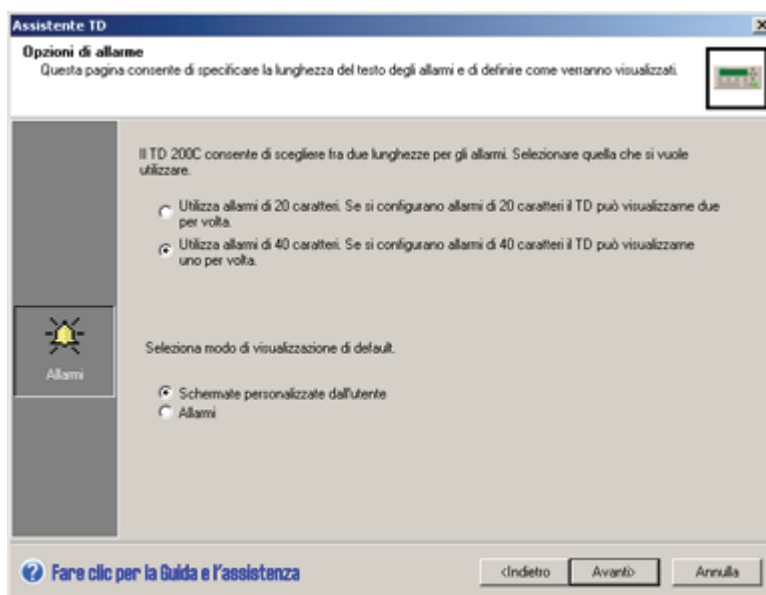 Assistente TD
Opzioni di allarme
Questa pagina consente di specificare la lunghezza del testo degli allarmi e di definire come verranno visualizzati.
Il TD 200C consente di scegliere fra due lunghezze per gli allarmi. Selezionare quella che si vuole
utilizzare.
Utilizza allarmi di 20 caratteri. Se si configurano allarmi di 20 caratteri il TD può visualizzarne due
per volta.
Utilizza allarmi di 40 caratteri. Se si configurano allarmi di 40 caratteri il TD può visualizzarne
uno per volta.
Allarmi
Seleziona modo di visualizzazione di default.
Schermate personalizzate dall'utente
Allarmi
Fare clic per la Guida e l'assistenza
<Indietro Avanti> Annulla